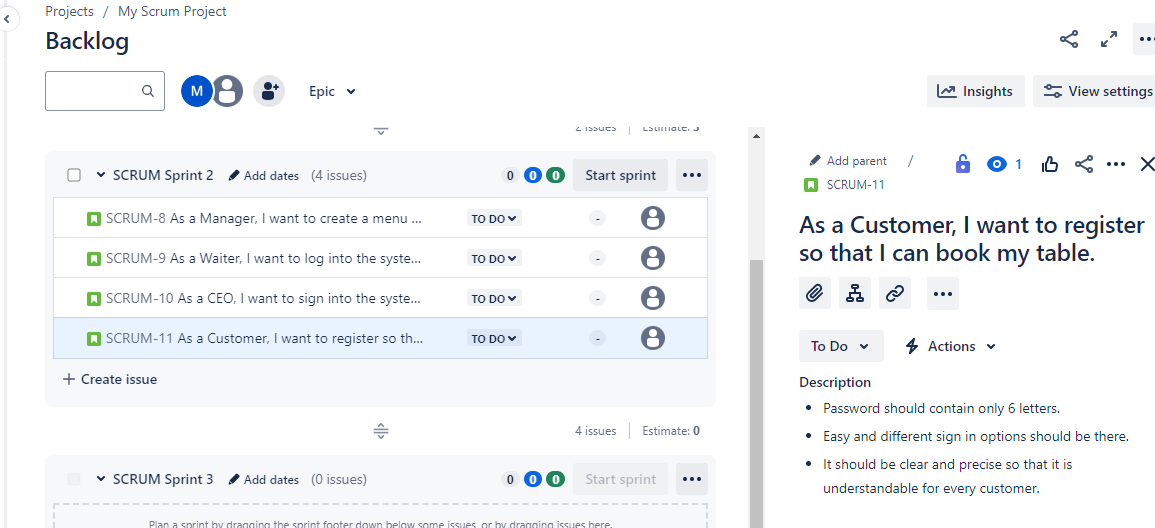 Projects / My Scrum Project
Backlog
M
Epic
Insights
View settings
2 issues Estimate: 3
SCRUM Sprint 2 Add dates (4 issues) 0 0 0 Start sprint
SCRUM-8 As a Manager, I want to create a menu ... TO DO -
SCRUM-9 As a Waiter, I want to log into the syste... TO DO -
SCRUM-10 As a CEO, I want to sign into the syste... TO DO -
SCRUM-11 As a Customer, I want to register so th... TO DO -
+ Create issue
4 issues Estimate: 0
SCRUM Sprint 3 Add dates (0 issues) 0 0 0 Start sprint
Plan a sprint by dragging the sprint footer down below some issues, or by dragging issues here.
Add parent / 1
SCRUM-11
As a Customer, I want to register
so that I can book my table.
To Do Actions
Description
• Password should contain only 6 letters.
• Easy and different sign in options should be there.
• It should be clear and precise so that it is
understandable for every customer.